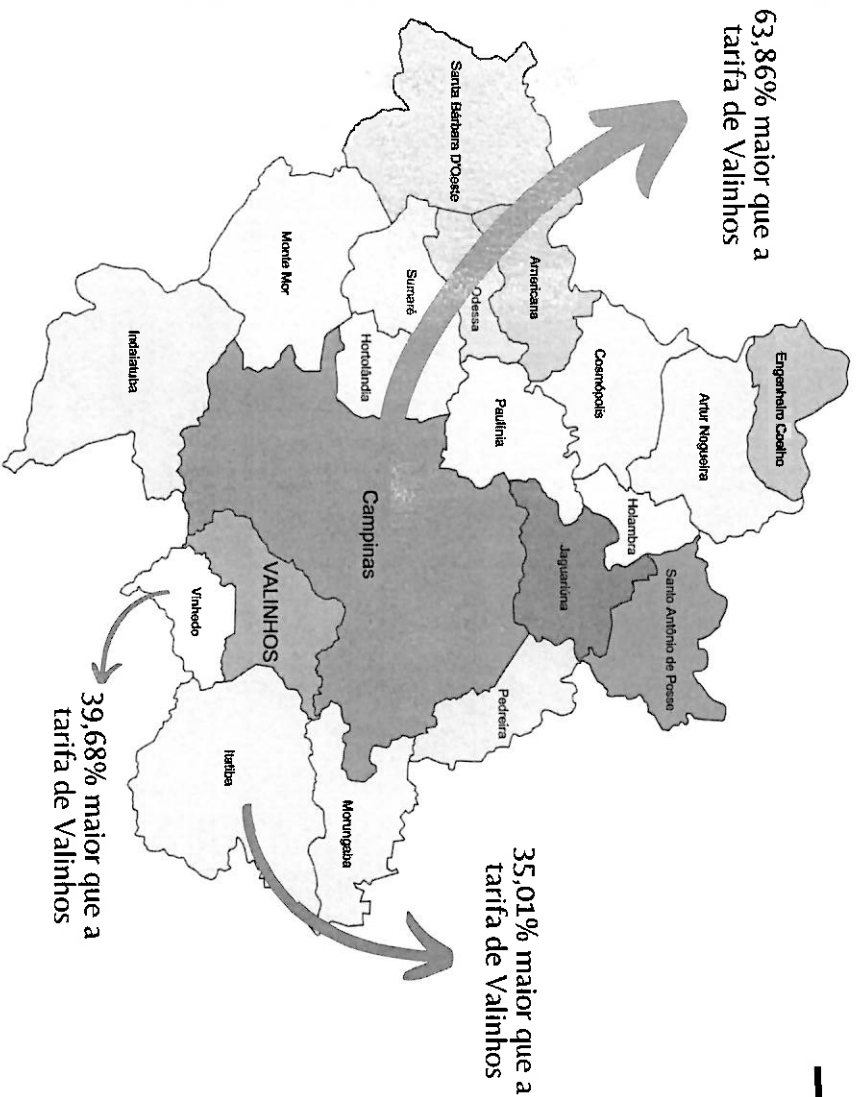 63,86% maior que a
tarifa de Valinhos
Engenheiro Coelho
Artur Nogueira
Santo Antônio de Posse
Holambra
Cosmópolis
Jaguariúna
Americana
35,01% maior que a
tarifa de Valinhos
Pedreira
Paulínia
Odessa
Santa Bárbara D'Oeste
Sumaré
Hortolândia
Campinas
Morungaba
Monte Mor
VALINHOS
Itatiba
Vinhedo
Indaiatuba
39,68% maior que a
tarifa de Valinhos